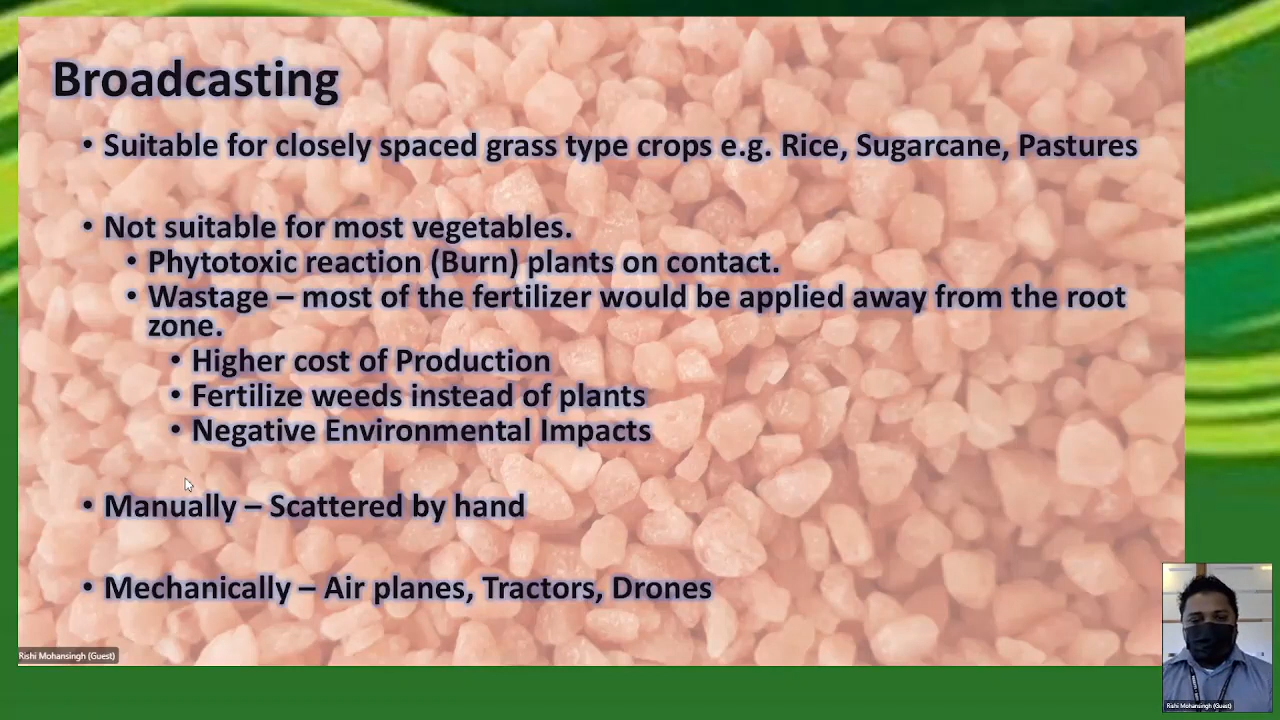 Broadcasting
• Suitable for closely spaced grass type crops e.g. Rice, Sugarcane, Pastures
• Not suitable for most vegetables.
• Phytotoxic reaction (Burn) plants on contact.
• Wastage – most of the fertilizer would be applied away from the root
zone.
• Higher cost of Production
• Fertilize weeds instead of plants
• Negative Environmental Impacts
• Manually – Scattered by hand
• Mechanically – Air planes, Tractors, Drones
Rishi Mohansingh (Guest)
Rishi Mohansingh (Guest)